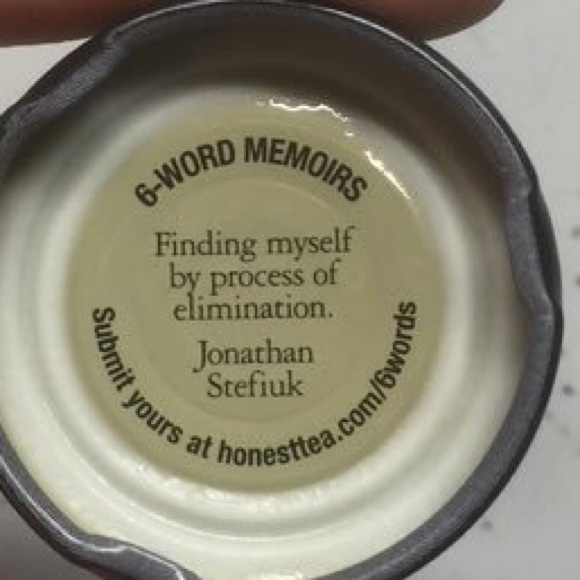 6-WORD MEMOIRS
Finding myself
by process of
elimination.
Jonathan
Stefiuk
Submit yours at honesttea.com/6words